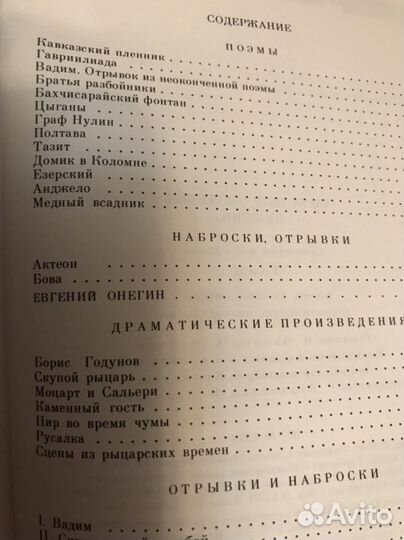 СОДЕРЖАНИЕ
ПОЭМЫ
Кавказский пленник
Гавриилиада
Вадим. Отрывок из неоконченной поэмы
Братья разбойники
Бахчисарайский фонтан
Цыганы
Граф Нулин
Полтава
Тазит
Домик в Коломне
Езерский
Анджело
Медный всадник
НАБРОСКИ, ОТРЫВКИ
Актеон
Бова
ЕВГЕНИЙ ОНЕГИН
ДРАМАТИЧЕСКИЕ ПРОИЗВЕДЕНИЯ
Борис Годунов
Скупой рыцарь
Моцарт и Сальери
Каменный гость
Пир во время чумы
Русалка
Сцены из рыцарских времен
ОТРЫВКИ И НАБРОСКИ
I. Вадим
II.
Avito